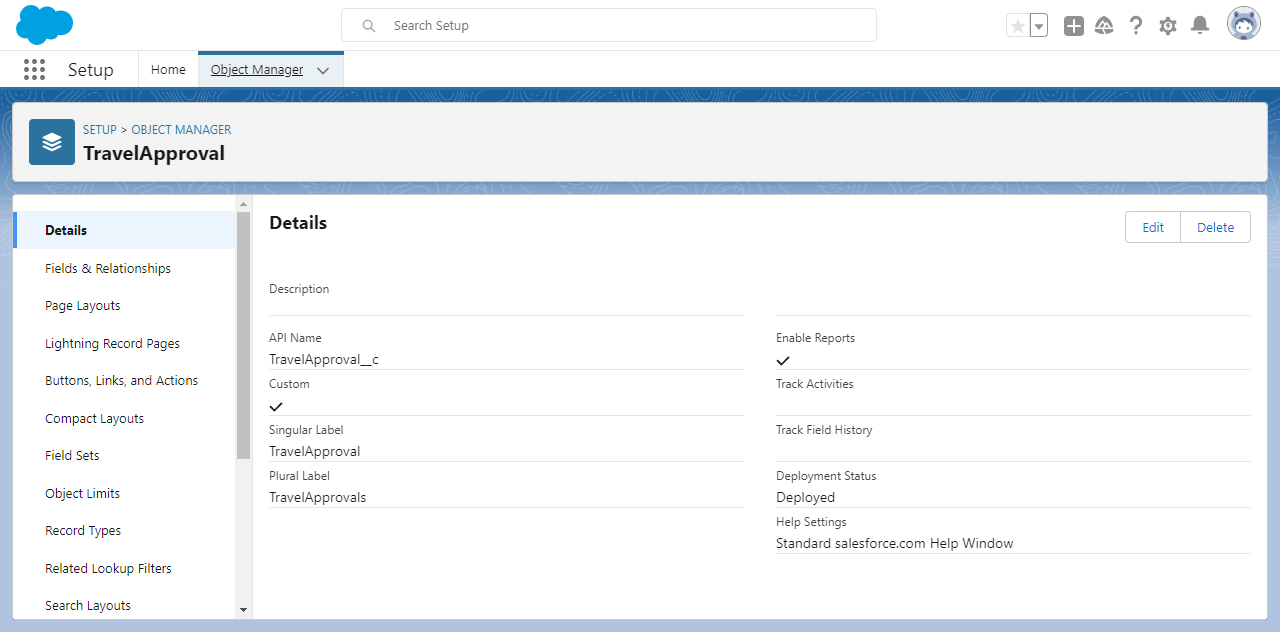 Search Setup
Setup
Home
Object Manager
SETUP > OBJECT MANAGER
TravelApproval
Details
Fields & Relationships
Page Layouts
Lightning Record Pages
Buttons, Links, and Actions
Compact Layouts
Field Sets
Object Limits
Record Types
Related Lookup Filters
Search Layouts
Details
Edit
Delete
Description
API Name
TravelApproval__c
Custom
Singular Label
TravelApproval
Plural Label
TravelApprovals
Enable Reports
Track Activities
Track Field History
Deployment Status
Deployed
Help Settings
Standard salesforce.com Help Window